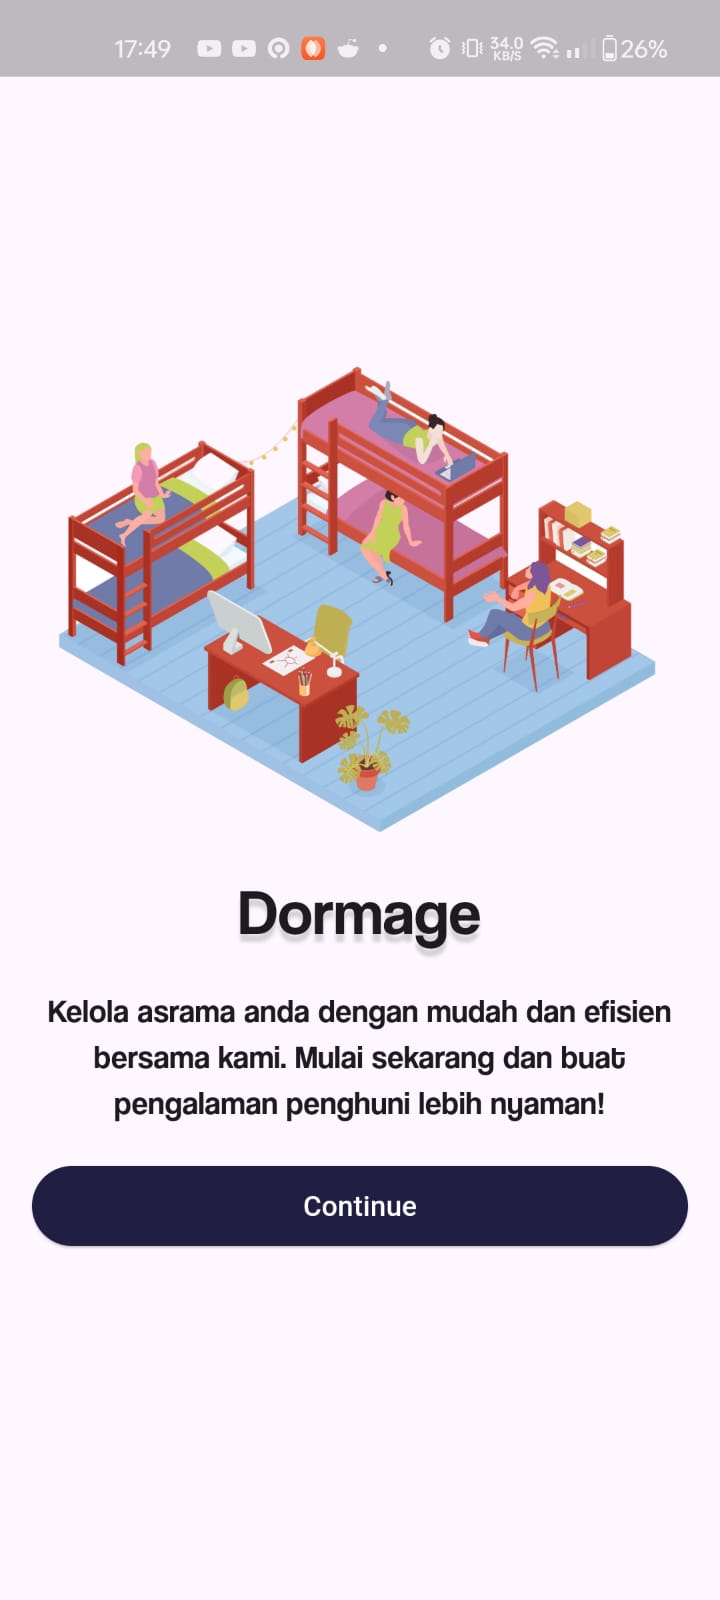 17:49 34.0 KB/S 26%
Dormage
Kelola asrama anda dengan mudah dan efisien
bersama kami. Mulai sekarang dan buat
pengalaman penghuni lebih nyaman!
Continue